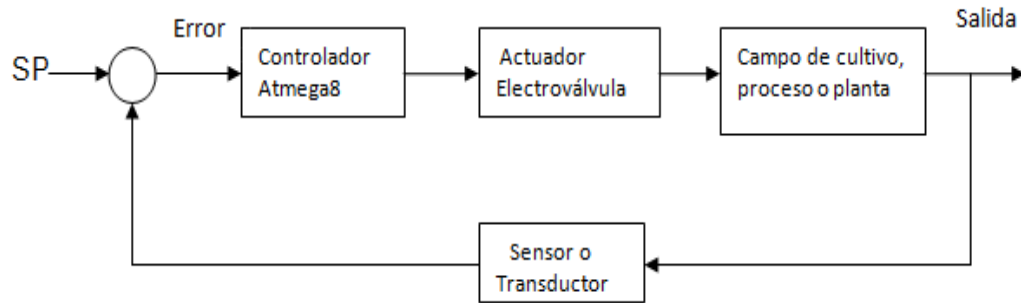 SP
Error
Controlador
Atmega8
Actuador
Electroválvula
Campo de cultivo,
proceso o planta
Salida
Sensor o
Transductor